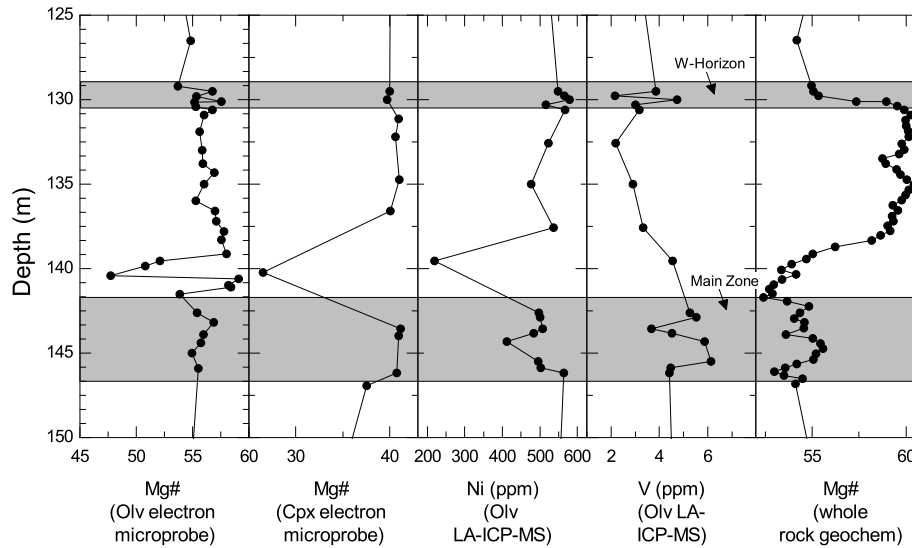 125
130
135
140
145
150
Depth (m)
W-Horizon
Main Zone
45 50 55 60
30 40
200 300 400 500 600
2 4 6
55 60
Mg#
(Olv electron
microprobe)
Mg#
(Cpx electron
microprobe)
Ni (ppm)
(Olv
LA-ICP-MS)
V (ppm)
(Olv LA-
ICP-MS)
Mg#
(whole
rock geochem)